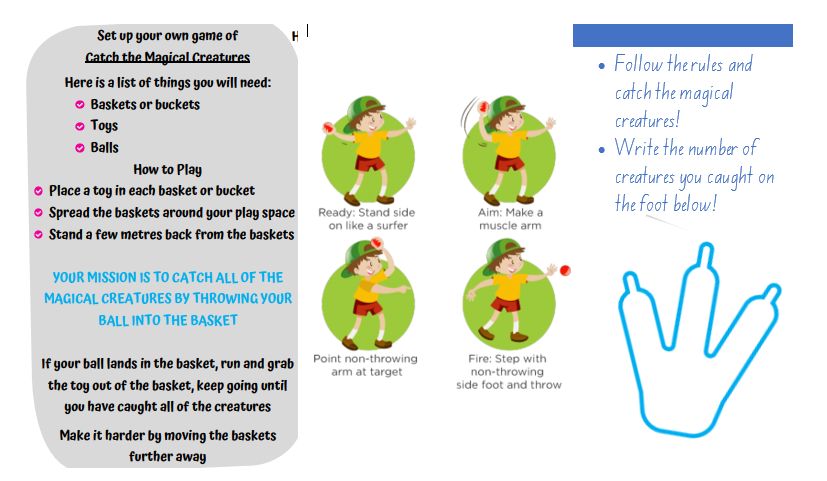 Set up your own game of
Catch the Magical Creatures
Here is a list of things you will need:
Baskets or buckets
Toys
Balls
How to Play
Place a toy in each basket or bucket
Spread the baskets around your play space
Stand a few metres back from the baskets
YOUR MISSION IS TO CATCH ALL OF THE
MAGICAL CREATURES BY THROWING YOUR
BALL INTO THE BASKET
If your ball lands in the basket, run and grab
the toy out of the basket, keep going until
you have caught all of the creatures
Make it harder by moving the baskets
further away
H
Ready: Stand side
on like a surfer
Aim: Make a
muscle arm
Point non-throwing
arm at target
Fire: Step with
non-throwing
side foot and throw
Follow the rules and
catch the magical
creatures!
Write the number of
creatures you caught on
the foot below!